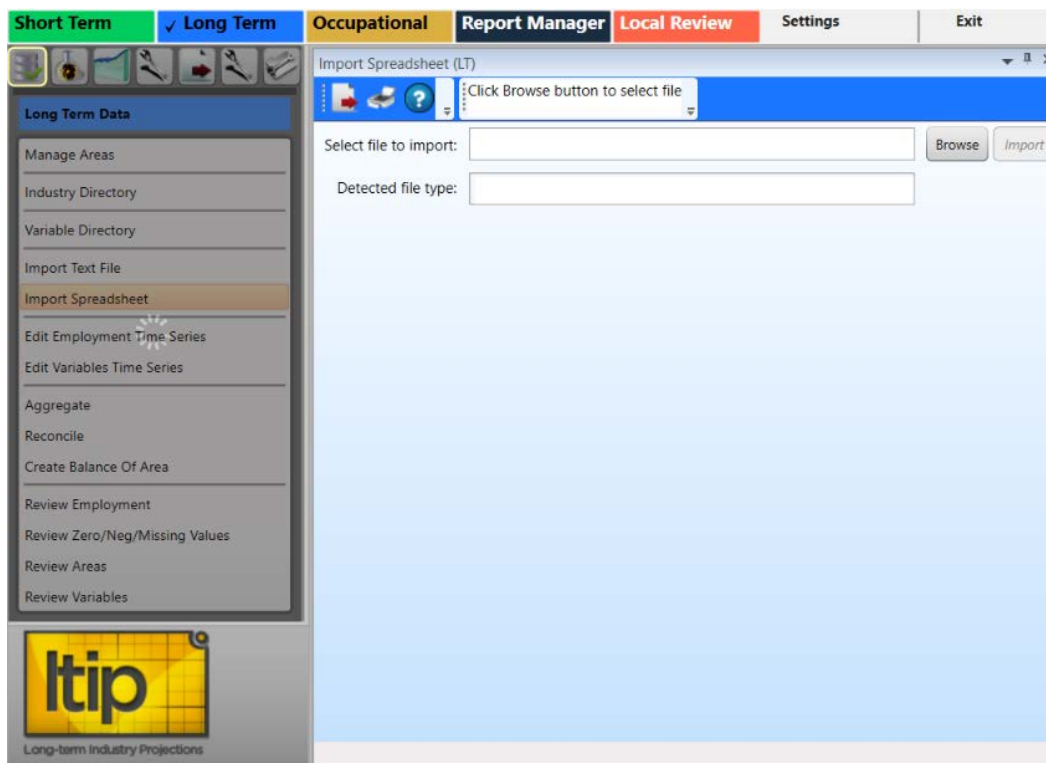 Short Term ✓ Long Term Occupational Report Manager Local Review Settings Exit
Import Spreadsheet (LT)
Click Browse button to select file
Select file to import: Browse Import
Detected file type:
Long Term Data
Manage Areas
Industry Directory
Variable Directory
Import Text File
Import Spreadsheet
Edit Employment Time Series
Edit Variables Time Series
Aggregate
Reconcile
Create Balance Of Area
Review Employment
Review Zero/Neg/Missing Values
Review Areas
Review Variables
ltip
Long-term Industry Projections